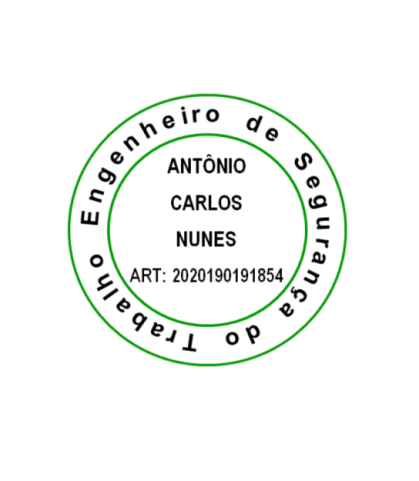 Engenheiro de Segurança do Trabalho
ANTÔNIO
CARLOS
NUNES
ART: 2020190191854